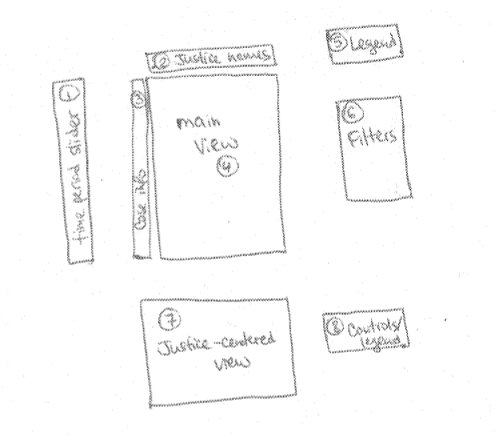 ② Justice names
⑤ Legend
① time period slider
③ Case info
main
view
④
⑥
Filters
⑦
Justice-centered
view
⑧ Controls/
legend